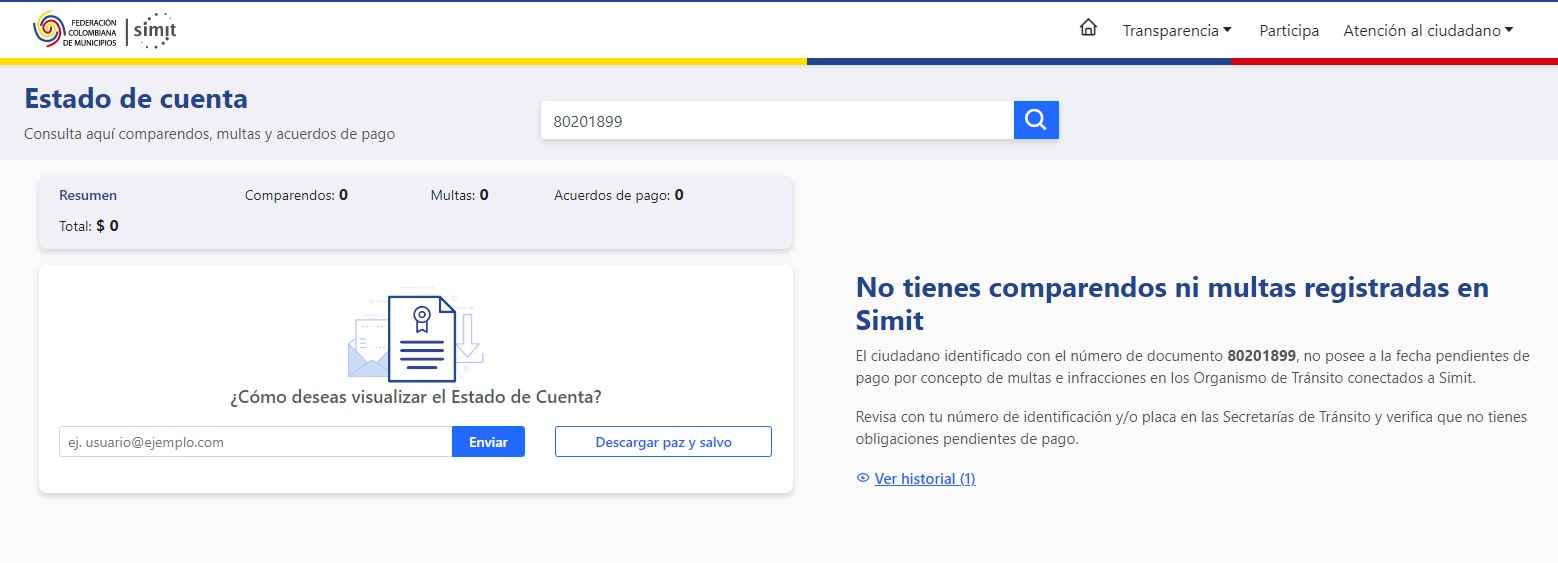 FEDERACIÓN
COLOMBIANA
DE MUNICIPIOS
simit
Transparencia
Participa
Atención al ciudadano
Estado de cuenta
Consulta aquí comparendos, multas y acuerdos de pago
80201899
Resumen
Comparendos: 0
Multas: 0
Acuerdos de pago: 0
Total: $ 0
¿Cómo deseas visualizar el Estado de Cuenta?
ej. usuario@ejemplo.com
Enviar
Descargar paz y salvo
No tienes comparendos ni multas registradas en
Simit
El ciudadano identificado con el número de documento 80201899, no posee a la fecha pendientes de
pago por concepto de multas e infracciones en los Organismo de Tránsito conectados a Simit.
Revisa con tu número de identificación y/o placa en las Secretarías de Tránsito y verifica que no tienes
obligaciones pendientes de pago.
Ver historial (1)